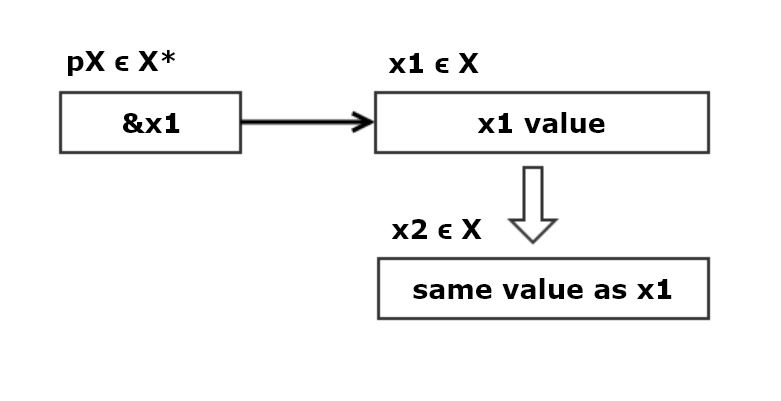 pX ϵ X*
x1 ϵ X
&x1
x1 value
x2 ϵ X
same value as x1